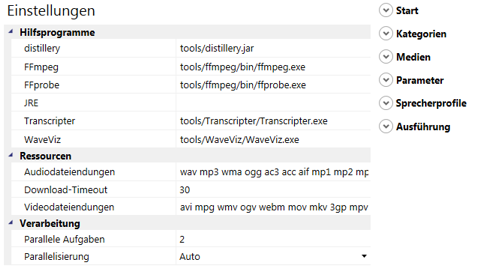 Einstellungen
Hilfsprogramme
distillery tools/distillery.jar
FFmpeg tools/ffmpeg/bin/ffmpeg.exe
FFprobe tools/ffmpeg/bin/ffprobe.exe
JRE
Transcripter tools/Transcripter/Transcripter.exe
WaveViz tools/WaveViz/WaveViz.exe
Ressourcen
Audiodateiendungen wav mp3 wma ogg ac3 acc aif mp1 mp2 mp
Download-Timeout 30
Videodateiendungen avi mpg wmv ogv webm mov mkv 3gp mpv
Verarbeitung
Parallele Aufgaben 2
Parallelisierung Auto
Start
Kategorien
Medien
Parameter
Sprecherprofile
Ausführung